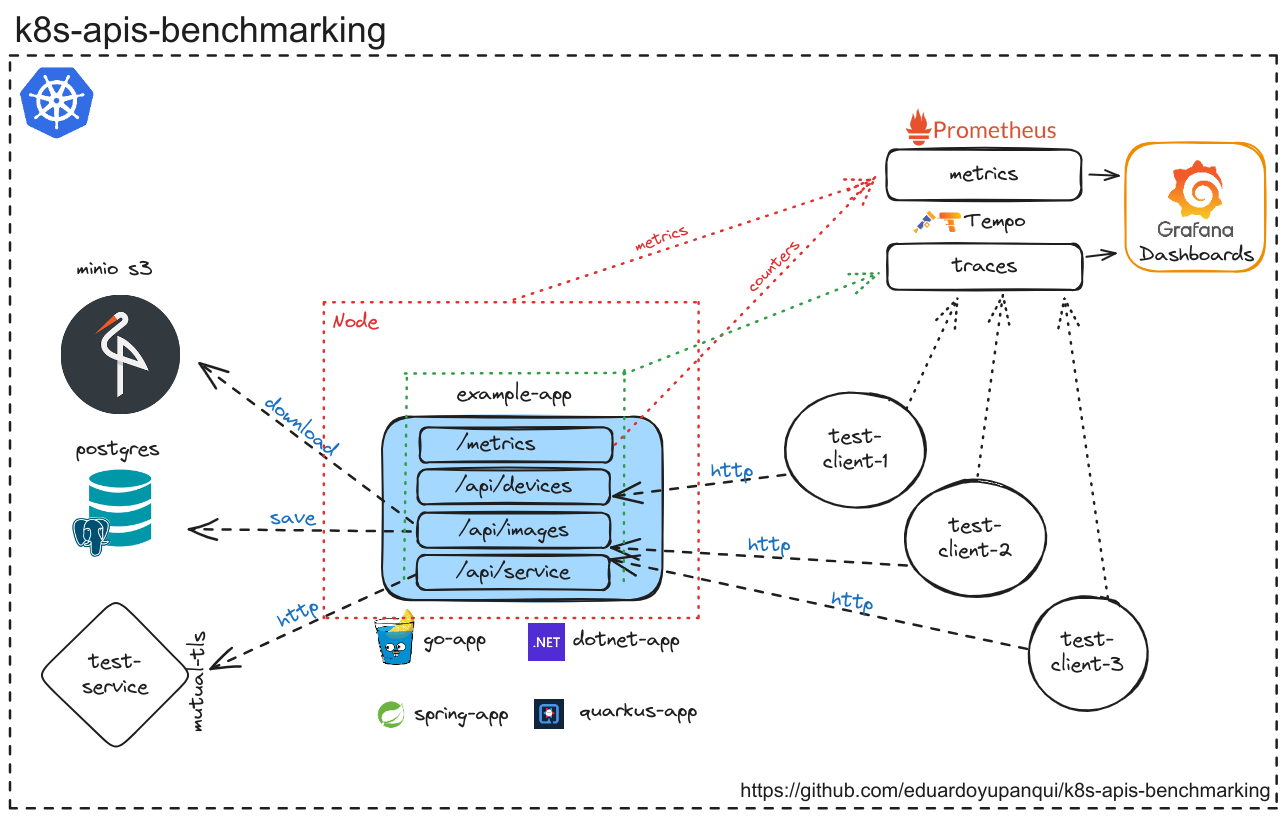 k8s-apis-benchmarking
Prometheus
metrics
Tempo
traces
Grafana
Dashboards
metrics
counters
minio s3
Node
example-app
/metrics
/api/devices
/api/images
/api/service
download
postgres
save
http
test-
service
mutual-tls
http
test-
client-1
http
test-
client-2
http
test-
client-3
go-app
.NET
dotnet-app
spring-app
quarkus-app
https://github.com/eduardoyupanqui/k8s-apis-benchmarking